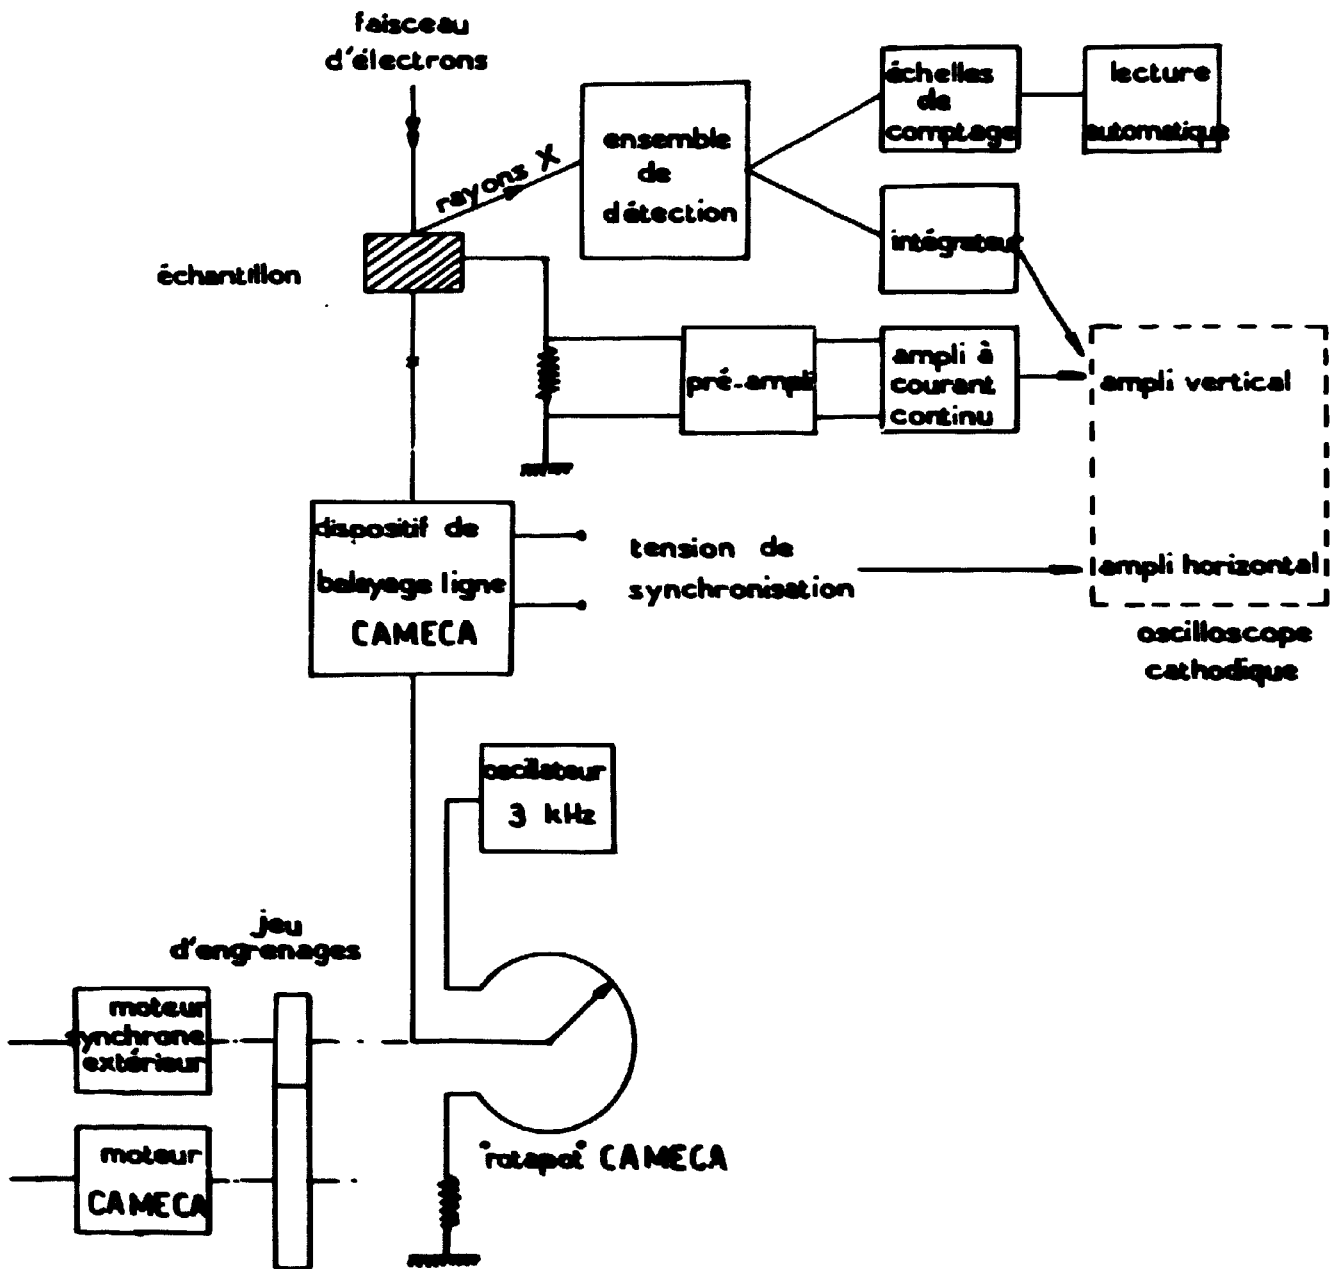 faisceau
d'électrons
rayons X
échantillon
ensemble
de
détection
échelles
de
comptage
lecture
automatique
intégrateur
pré-ampli
ampli à
courant
continu
ampli vertical
ampli horizontal
oscilloscope
cathodique
dispositif de
balayage ligne
CAMECA
tension de
synchronisation
oscillateur
3 kHz
jeu
d'engrenages
moteur
synchrone
extérieur
moteur
CAMECA
"rotapot" CAMECA